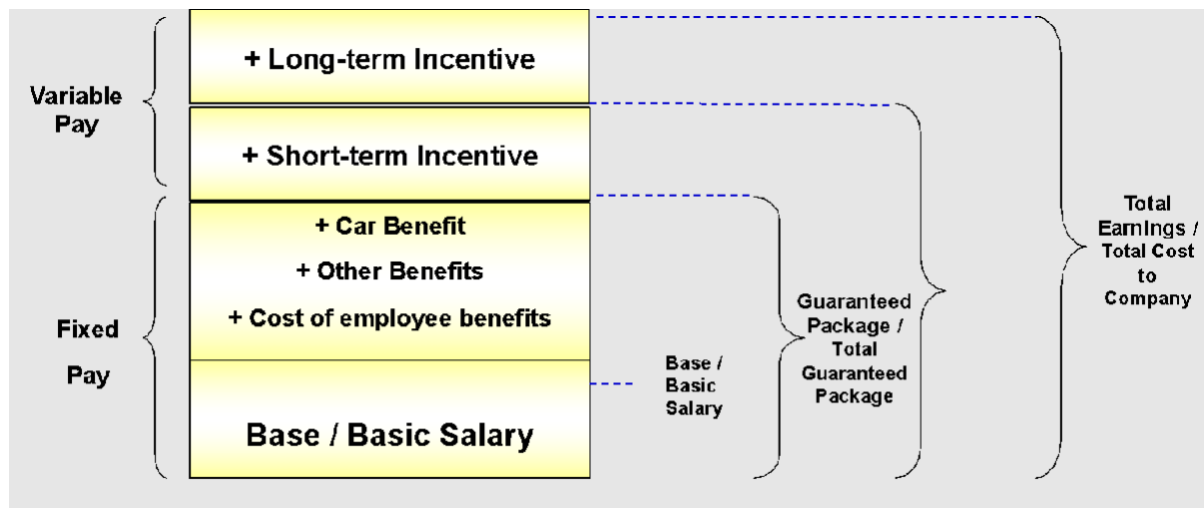 + Long-term Incentive
Variable
Pay
+ Short-term Incentive
+ Car Benefit
+ Other Benefits
+ Cost of employee benefits
Fixed
Pay
Base / Basic Salary
Base /
Basic
Salary
Guaranteed
Package /
Total
Guaranteed
Package
Total
Earnings /
Total Cost
to
Company